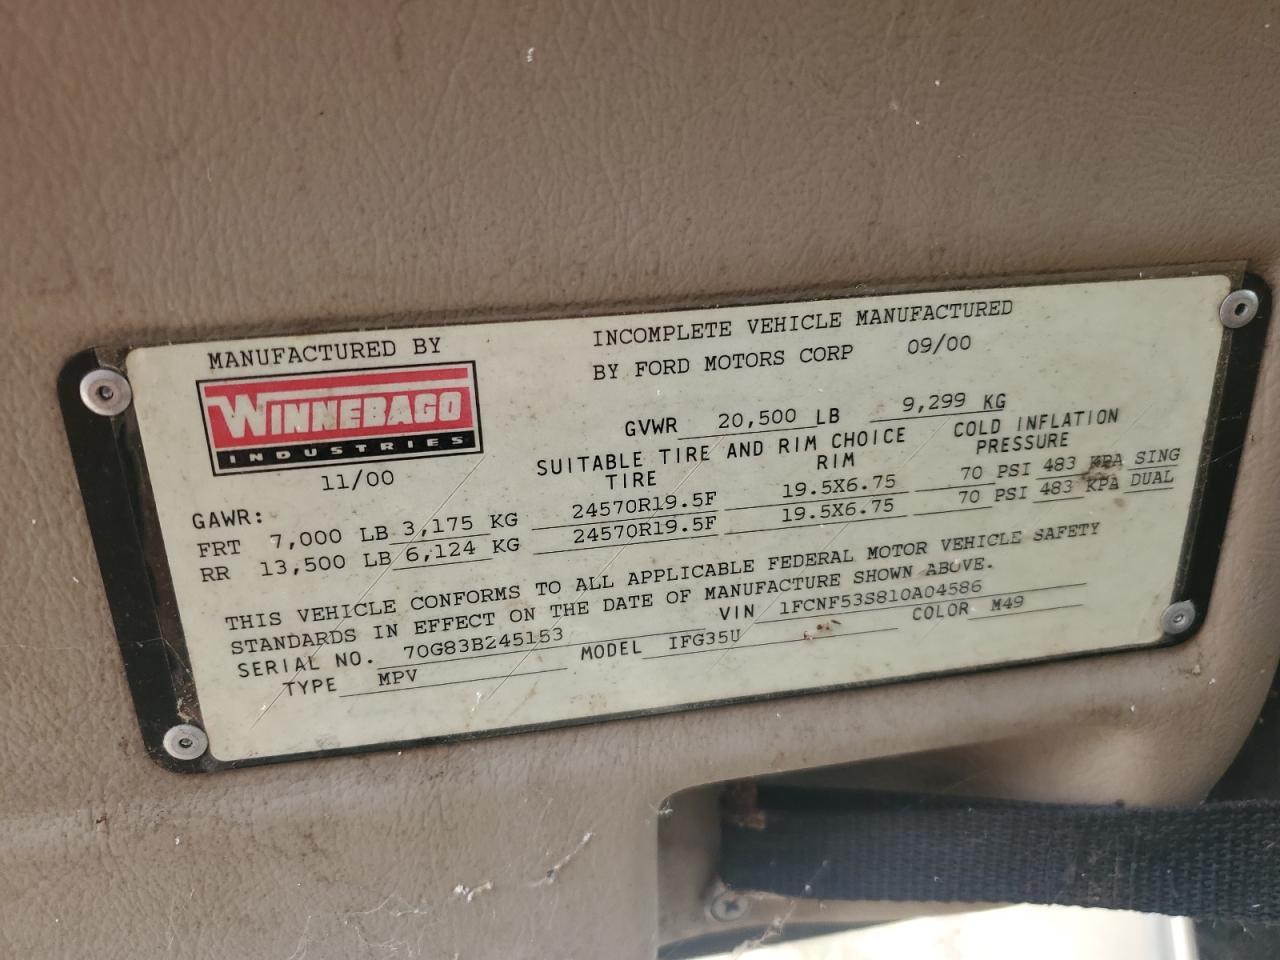 MANUFACTURED BY
WINNEBAGO
INDUSTRIES
11/00
INCOMPLETE VEHICLE MANUFACTURED
BY FORD MOTORS CORP 09/00
GVWR 20,500 LB 9,299 KG
SUITABLE TIRE AND RIM CHOICE
TIRE RIM
COLD INFLATION
PRESSURE
GAWR:
FRT 7,000 LB 3,175 KG 24570R19.5F 19.5X6.75 70 PSI 483 KPA SING
RR 13,500 LB 6,124 KG 24570R19.5F 19.5X6.75 70 PSI 483 KPA DUAL
THIS VEHICLE CONFORMS TO ALL APPLICABLE FEDERAL MOTOR VEHICLE SAFETY
STANDARDS IN EFFECT ON THE DATE OF MANUFACTURE SHOWN ABOVE.
SERIAL NO. 70G83B245153 VIN 1FCNF53S810A04586
TYPE MPV MODEL IFG35U COLOR M49